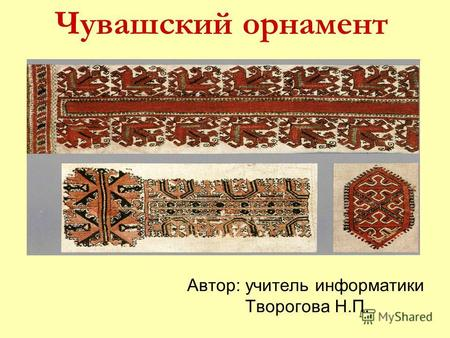 Чувашский орнамент
Автор: учитель информатики
Творогова Н.П.
MyShared